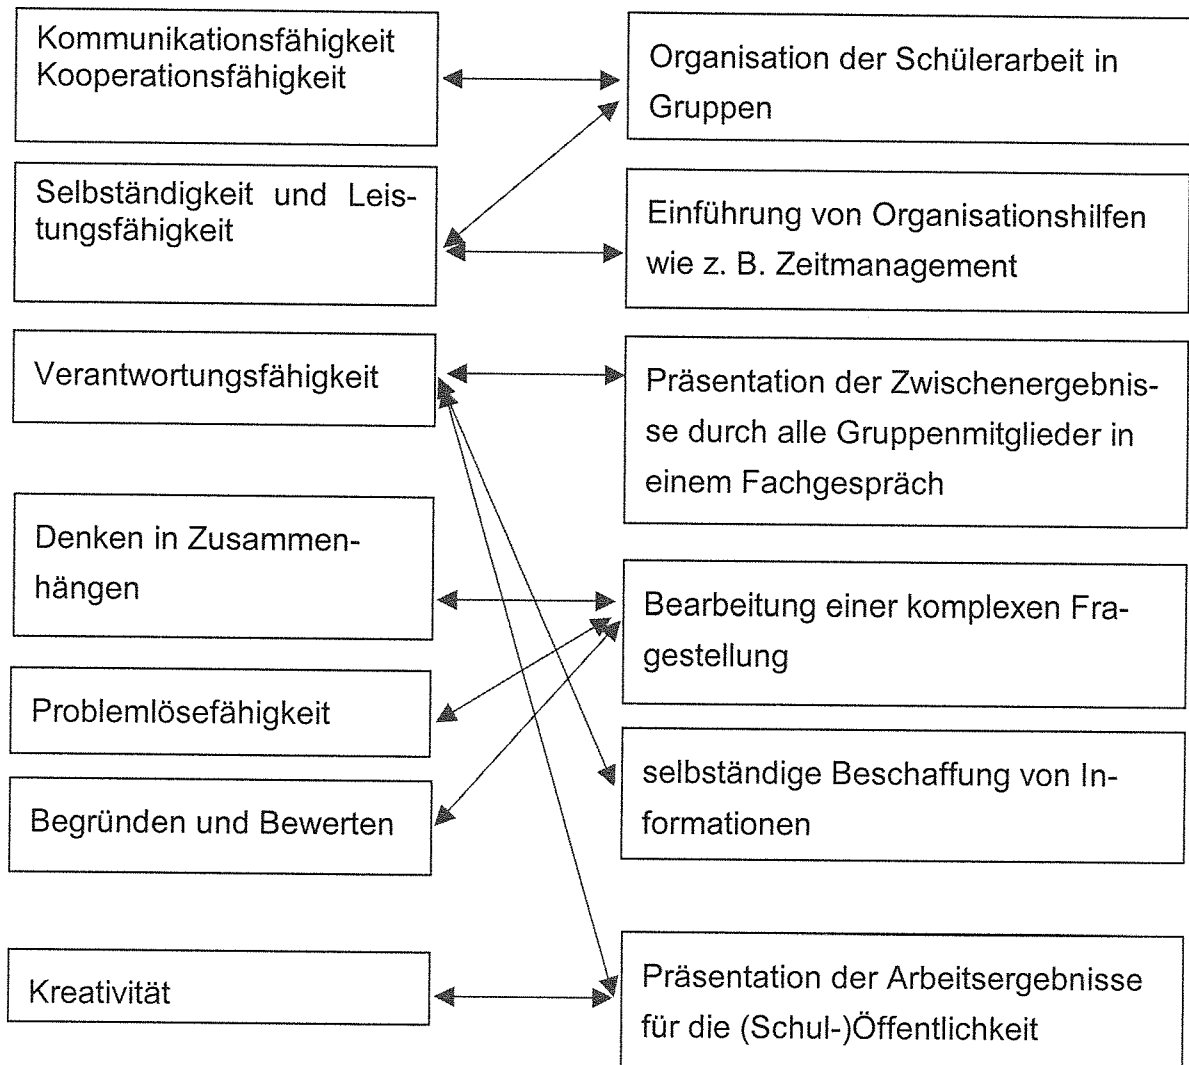 Kommunikationsfähigkeit
Kooperationsfähigkeit
Organisation der Schülerarbeit in
Gruppen
Selbständigkeit und Leis-
tungsfähigkeit
Einführung von Organisationshilfen
wie z. B. Zeitmanagement
Verantwortungsfähigkeit
Präsentation der Zwischenergebnis-
se durch alle Gruppenmitglieder in
einem Fachgespräch
Denken in Zusammen-
hängen
Bearbeitung einer komplexen Fra-
gestellung
Problemlösefähigkeit
selbständige Beschaffung von In-
formationen
Begründen und Bewerten
Kreativität
Präsentation der Arbeitsergebnisse
für die (Schul-)Öffentlichkeit